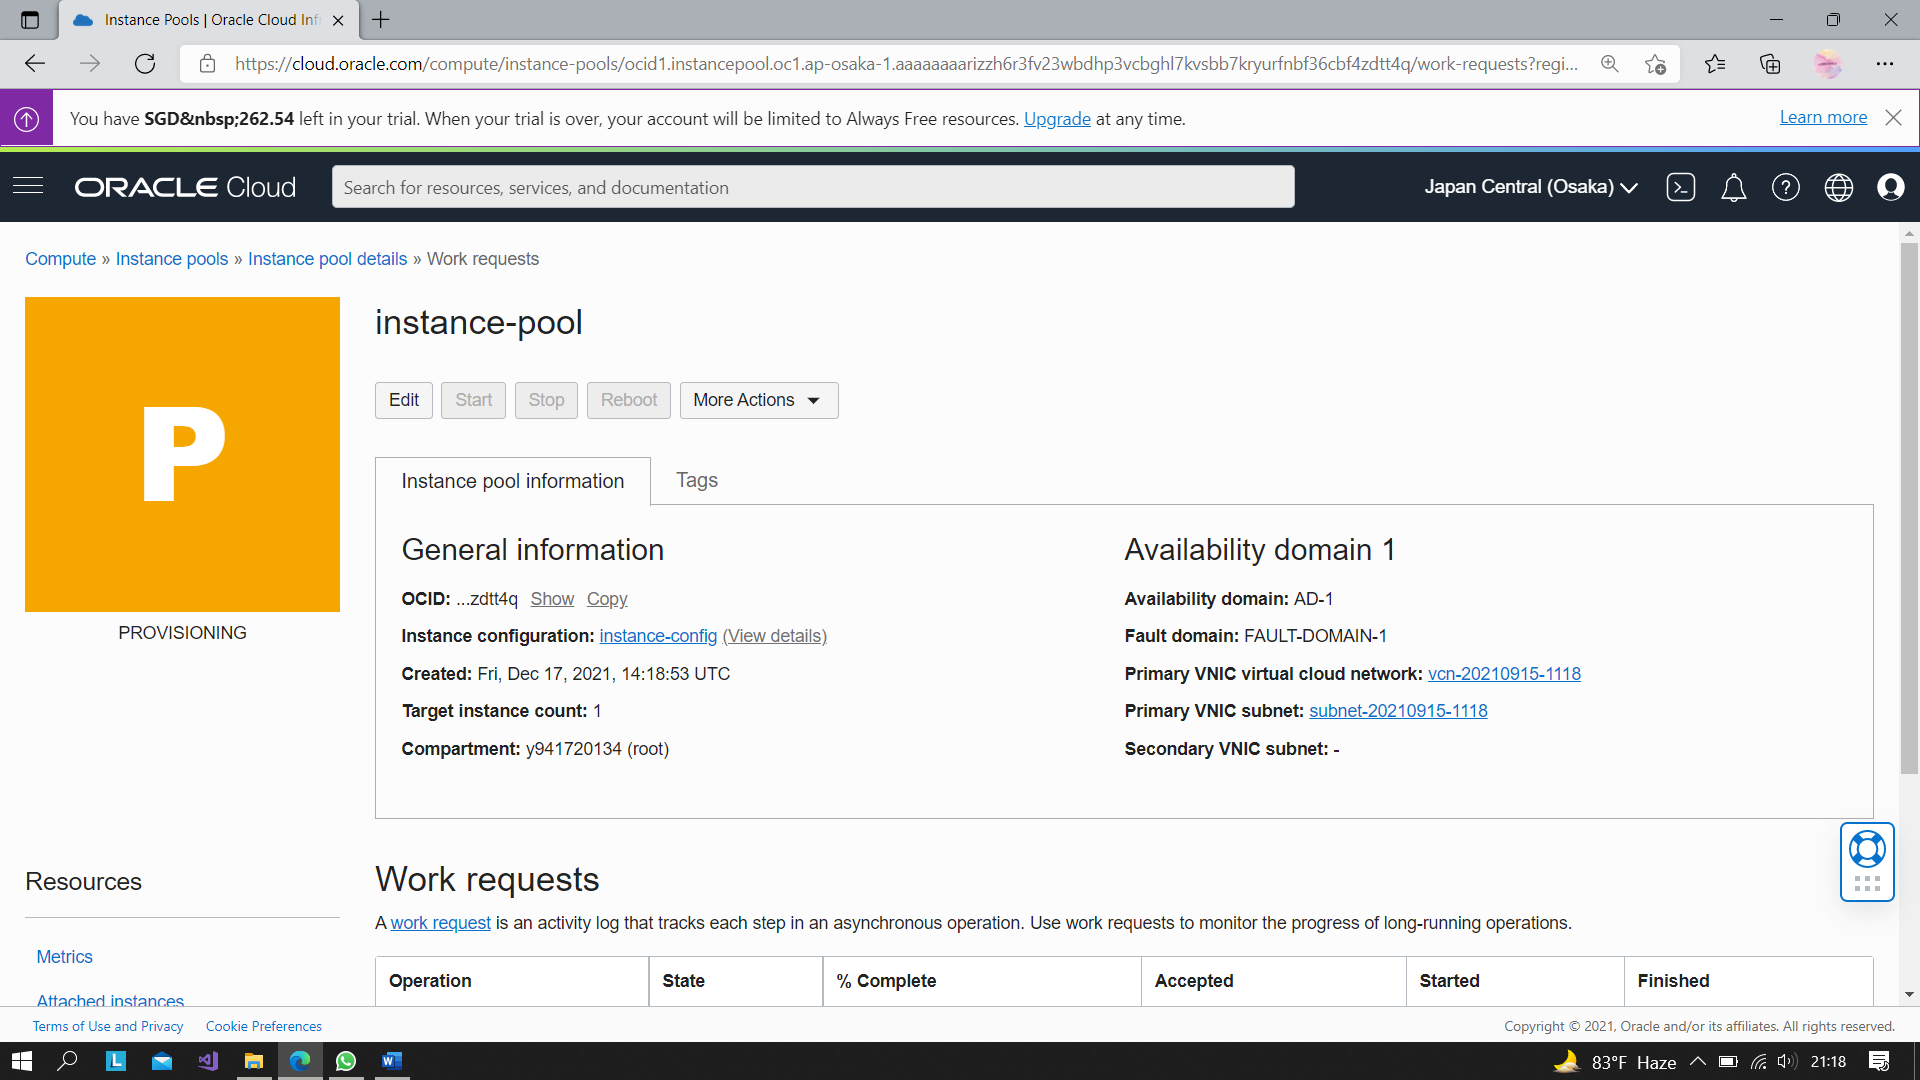 Instance Pools | Oracle Cloud Inf
https://cloud.oracle.com/compute/instance-pools/ocid1.instancepool.oc1.ap-osaka-1.aaaaaaaarizzh6r3fv23wbdhp3vcbghl7kvsbb7kryurfnbf36cbf4zdtt4q/work-requests?regi...
You have SGD&nbsp;262.54 left in your trial. When your trial is over, your account will be limited to Always Free resources. Upgrade at any time.
Learn more
ORACLE Cloud
Search for resources, services, and documentation
Japan Central (Osaka)
Compute » Instance pools » Instance pool details » Work requests
P
PROVISIONING
instance-pool
Edit Start Stop Reboot More Actions
Instance pool information Tags
General information
OCID: ...zdtt4q Show Copy
Instance configuration: instance-config (View details)
Created: Fri, Dec 17, 2021, 14:18:53 UTC
Target instance count: 1
Compartment: y941720134 (root)
Availability domain 1
Availability domain: AD-1
Fault domain: FAULT-DOMAIN-1
Primary VNIC virtual cloud network: vcn-20210915-1118
Primary VNIC subnet: subnet-20210915-1118
Secondary VNIC subnet: -
Resources
Metrics
Attached instances
Work requests
A work request is an activity log that tracks each step in an asynchronous operation. Use work requests to monitor the progress of long-running operations.
Operation State % Complete Accepted Started Finished
Terms of Use and Privacy Cookie Preferences
Copyright © 2021, Oracle and/or its affiliates. All rights reserved.
L
W
83°F Haze
21:18